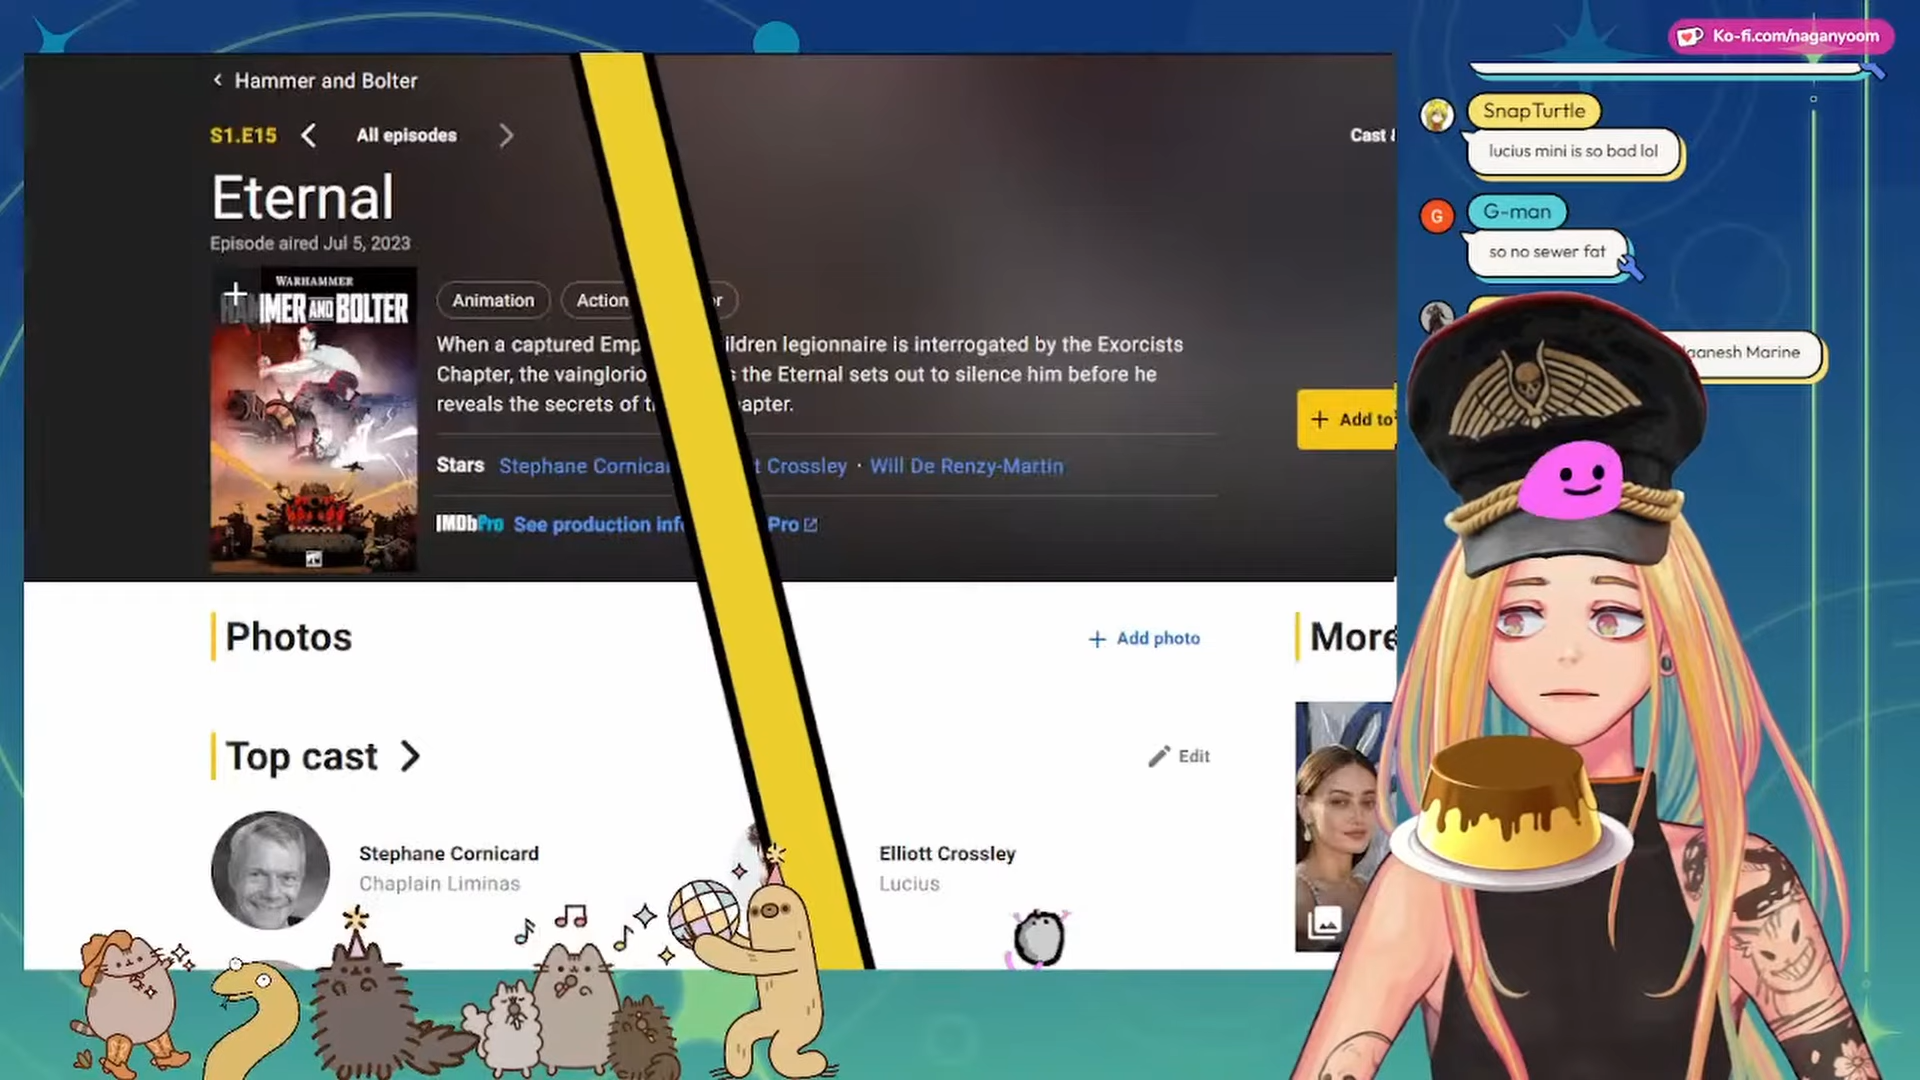 Ko-fi.com/naganyoom
Hammer and Bolter
S1.E15
All episodes
Cast
Eternal
Episode aired Jul 5, 2023
WARHAMMER
HAMMER AND BOLTER
Animation
Action
When a captured ildren legionnaire is interrogated by the Exorcists
Chapter, the vainglorio s the Eternal sets out to silence him before he
reveals the secrets of apter.
Stars Stephane Cornicar t Crossley · Will De Renzy-Martin
IMDbPro See production inf Pro
Add to
Photos
Add photo
More
Top cast
Edit
Stephane Cornicard
Chaplain Liminas
Elliott Crossley
Lucius
SnapTurtle
lucius mini is so bad lol
G
G-man
so no sewer fat
laanesh Marine